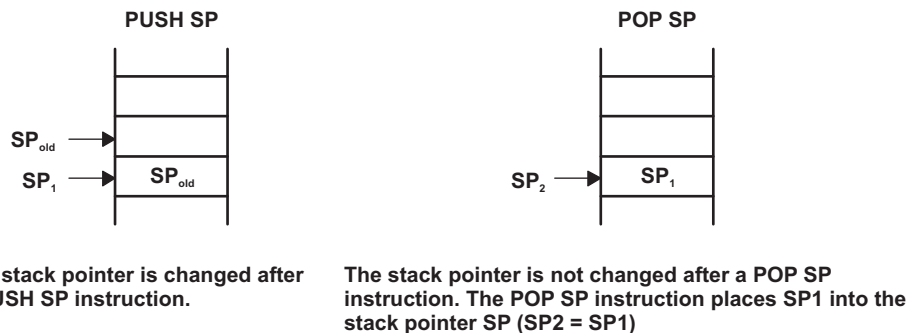 PUSH SP
POP SP
SPold
SP1
SPold
SP2
SP1
stack pointer is changed after
USH SP instruction.
The stack pointer is not changed after a POP SP
instruction. The POP SP instruction places SP1 into the
stack pointer SP (SP2 = SP1)